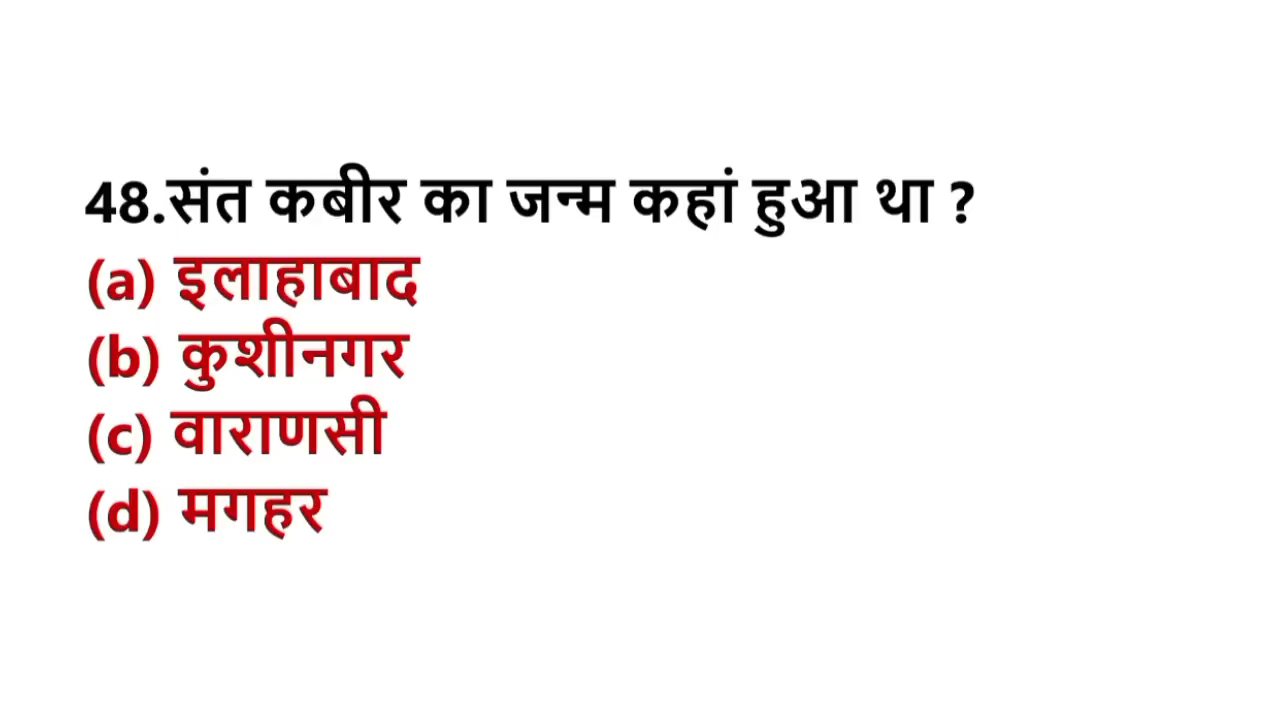 48.संत कबीर का जन्म कहां हुआ था ?
(a) इलाहाबाद
(b) कुशीनगर
(c) वाराणसी
(d) मगहर